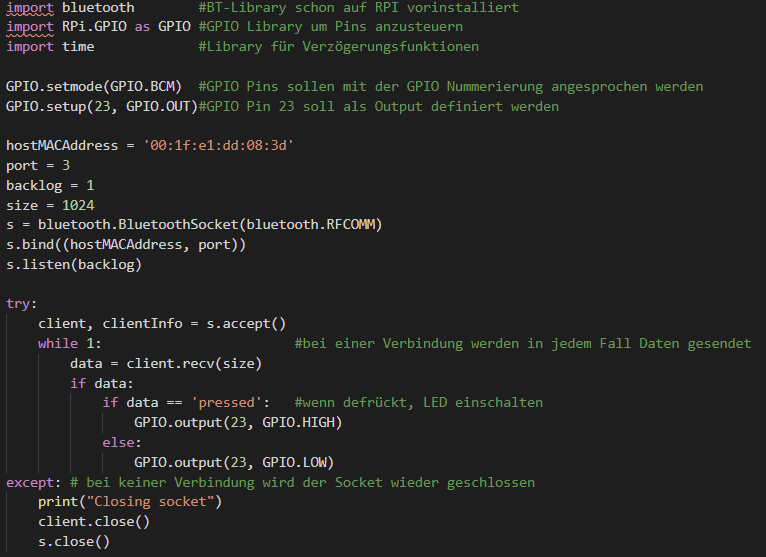 import bluetooth        #BT-Library schon auf RPI vorinstalliert
import RPi.GPIO as GPIO #GPIO Library um Pins anzusteuern
import time             #Library für Verzögerungsfunktionen
GPIO.setmode(GPIO.BCM)  #GPIO Pins sollen mit der GPIO Nummerierung angesprochen werden
GPIO.setup(23, GPIO.OUT)#GPIO Pin 23 soll als Output definiert werden
hostMACAddress = '00:1f:e1:dd:08:3d'
port = 3
backlog = 1
size = 1024
s = bluetooth.BluetoothSocket(bluetooth.RFCOMM)
s.bind((hostMACAddress, port))
s.listen(backlog)
try:
    client, clientInfo = s.accept()
    while 1:                        #bei einer Verbindung werden in jedem Fall Daten gesendet
        data = client.recv(size)
        if data:
            if data == 'pressed':   #wenn defrückt, LED einschalten
                GPIO.output(23, GPIO.HIGH)
            else:
                GPIO.output(23, GPIO.LOW)
except: # bei keiner Verbindung wird der Socket wieder geschlossen
    print("Closing socket")
    client.close()
    s.close()